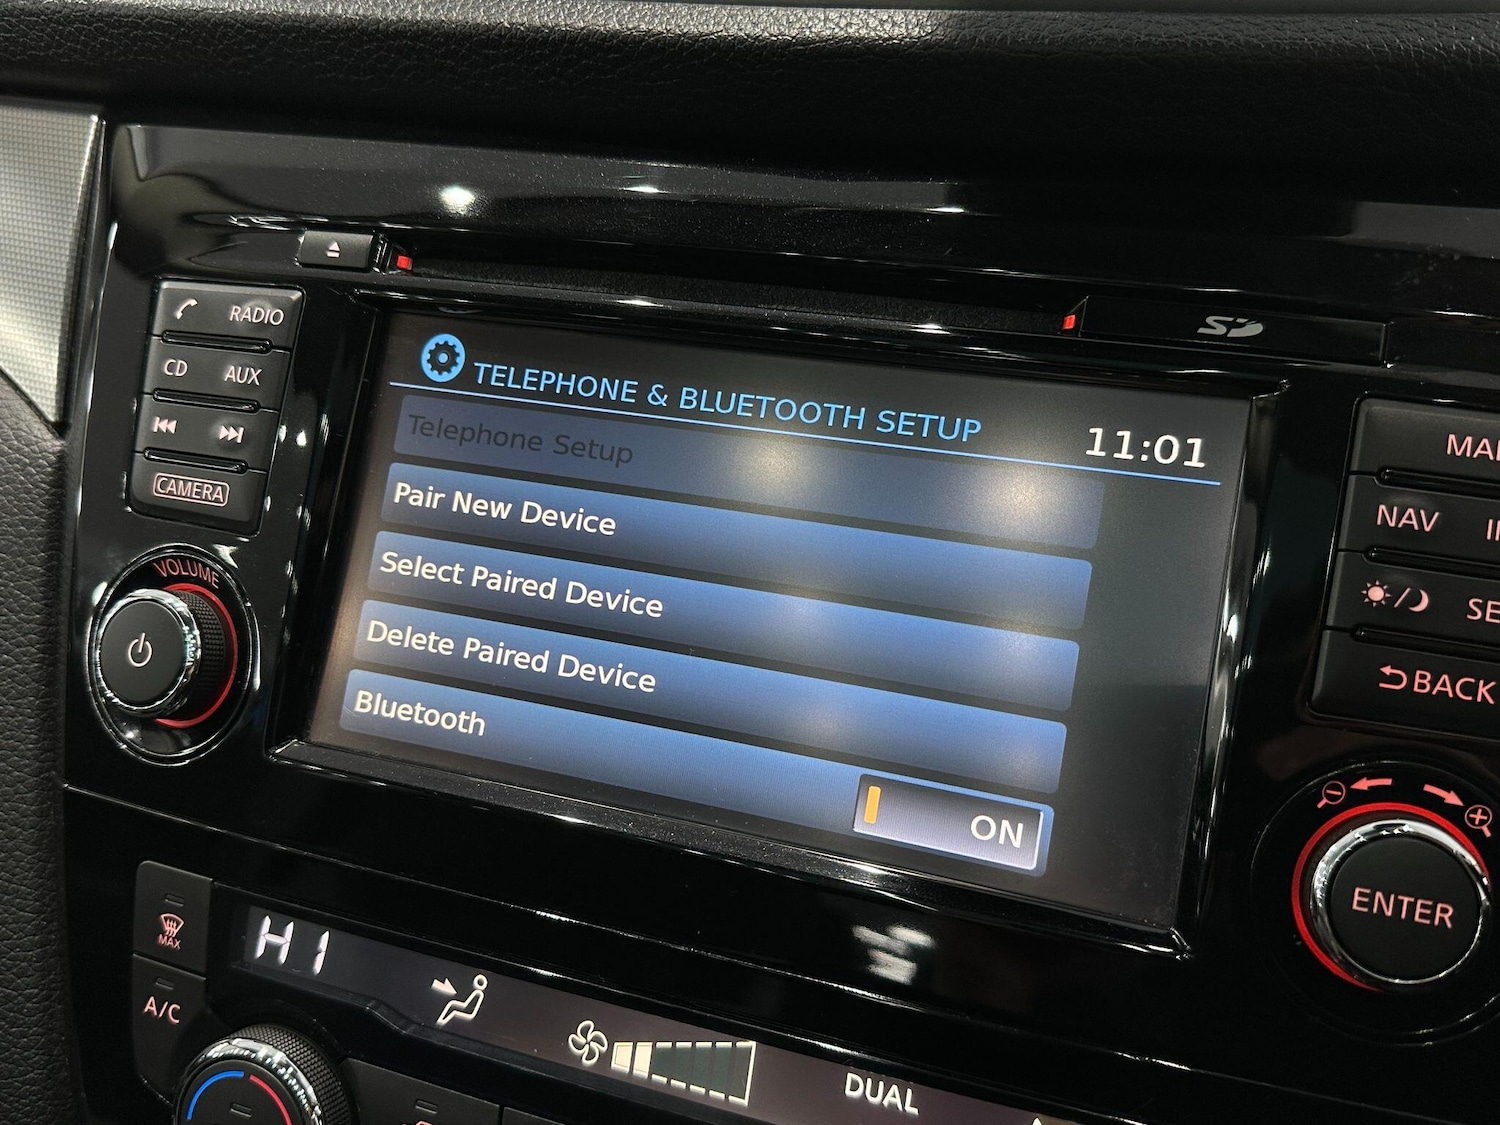 RADIO
CD AUX
CAMERA
VOLUME
TELEPHONE & BLUETOOTH SETUP
11:01
Telephone Setup
Pair New Device
Select Paired Device
Delete Paired Device
Bluetooth
ON
NAV
BACK
ENTER
MAX
A/C
HI
DUAL